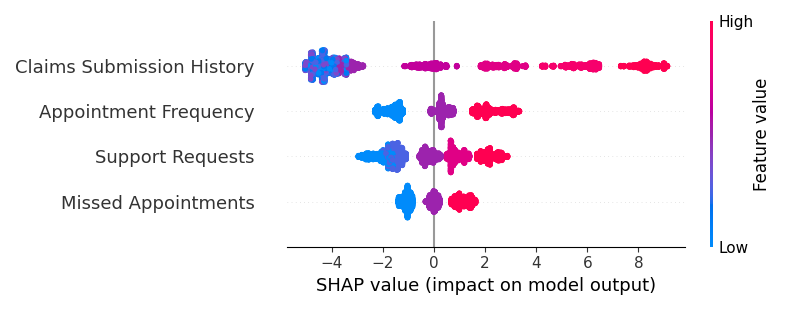 High
Claims Submission History
Appointment Frequency
Support Requests
Missed Appointments
Feature value
Low
−4 −2 0 2 4 6 8
SHAP value (impact on model output)